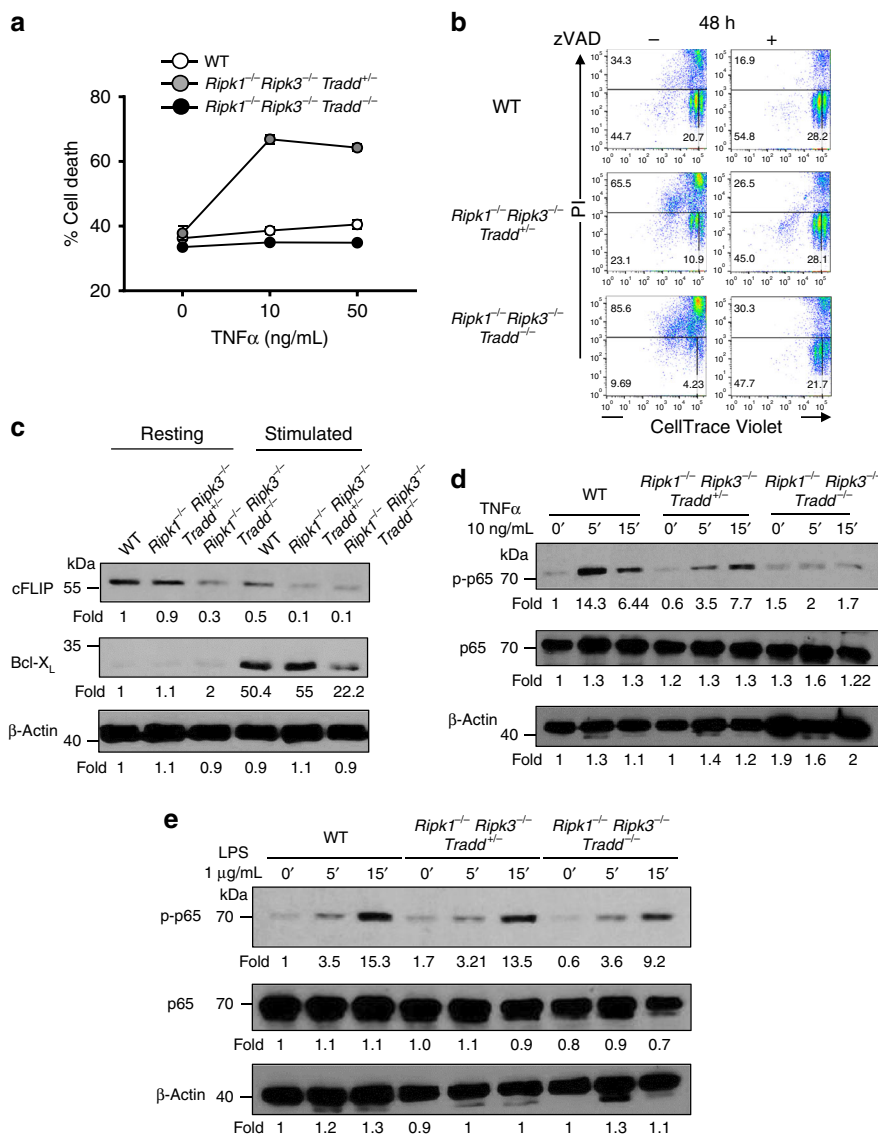 a
WT
Ripk1–/–Ripk3–/– Tradd+/–
Ripk1–/–Ripk3–/– Tradd–/–
% Cell death
80
60
40
20
0 10 50
TNFα (ng/mL)
b
48 h
zVAD – +
WT
34.3 16.9
44.7 20.7 54.8 28.2
Ripk1–/–Ripk3–/–
Tradd+/–
65.5 26.5
23.1 10.9 45.0 28.1
Ripk1–/–Ripk3–/–
Tradd–/–
85.6 30.3
9.69 4.23 47.7 21.7
PI
10⁵
10⁴
10³
10²
10¹
10⁰
10⁰ 10¹ 10² 10³ 10⁴ 10⁵
CellTrace Violet
c
Resting Stimulated
WT
Ripk1–/– Ripk3–/–
Tradd+/–
Ripk1–/– Ripk3–/–
Tradd–/–
WT
Ripk1–/– Ripk3–/–
Tradd+/–
Ripk1–/– Ripk3–/–
Tradd–/–
kDa
cFLIP 55
Fold 1 0.9 0.3 0.5 0.1 0.1
35
Bcl-XL
Fold 1 1.1 2 50.4 55 22.2
β-Actin
40
Fold 1 1.1 0.9 0.9 1.1 0.9
d
TNFα
10 ng/mL
WT
Ripk1–/– Ripk3–/–
Tradd+/–
Ripk1–/– Ripk3–/–
Tradd–/–
0′ 5′ 15′ 0′ 5′ 15′ 0′ 5′ 15′
kDa
p-p65 70
Fold 1 14.3 6.44 0.6 3.5 7.7 1.5 2 1.7
p65 70
Fold 1 1.3 1.3 1.2 1.3 1.3 1.3 1.6 1.22
β-Actin
40
Fold 1 1.3 1.1 1 1.4 1.2 1.9 1.6 2
e
LPS
1 μg/mL
WT
Ripk1–/– Ripk3–/–
Tradd+/–
Ripk1–/– Ripk3–/–
Tradd–/–
0′ 5′ 15′ 0′ 5′ 15′ 0′ 5′ 15′
kDa
p-p65 70
Fold 1 3.5 15.3 1.7 3.21 13.5 0.6 3.6 9.2
p65 70
Fold 1 1.1 1.1 1.0 1.1 0.9 0.8 0.9 0.7
β-Actin 40
Fold 1 1.2 1.3 0.9 1 1 1 1.3 1.1